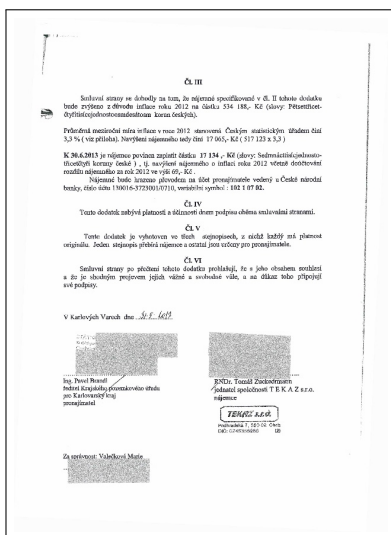 Čl. III
Smluvní strany se dohodly na tom, že nájemné specifikované v čl. II tohoto dodatku
bude zvýšeno z důvodu inflace roku 2012 na částku 534 188,- Kč (slovy: Pětsettřicet-
čtyřitisícjednostoosmdesátosm korun českých).
Průměrná meziroční míra inflace v roce 2012 stanovená Českým statistickým úřadem činí
3,3 % ( viz příloha). Navýšení nájemného tedy činí 17 065,- Kč ( 517 123 x 3,3 )
K 30.6.2013 je nájemce povinen zaplatit částku 17 134 ,- Kč (slovy: Sedmnácttisícjednosto-
třicetčtyři koruny české ) , tj. navýšení nájemného o inflaci roku 2012 včetně doúčtování
rozdílu nájemného za rok 2012 ve výši 69,- Kč .
Nájemné bude hrazeno převodem na účet pronajímatele vedený u České národní
banky, číslo účtu 130016-3723001/0710, variabilní symbol : 102 1 07 02.
Čl. IV
Tento dodatek nabývá platnosti a účinnosti dnem podpisu oběma smluvními stranami.
Čl. V
Tento dodatek je vyhotoven ve třech stejnopisech, z nichž každý má platnost
originálu. Jeden stejnopis přebírá nájemce a ostatní jsou určeny pro pronajímatele.
Čl. VI
Smluvní strany po přečtení tohoto dodatku prohlašují, že s jeho obsahem souhlasí
a že je shodným projevem jejich vážné a svobodné vůle, a na důkaz toho připojují
své podpisy.
V Karlových Varech dne
Ing. Pavel Brandl
ředitel Krajského pozemkového úřadu
pro Karlovarský kraj
pronajímatel
RNDr. Tomáš
jednatel společnosti T E K A Z s.r.o.
nájemce
TEKAZ s.r.o.
Za správnost: Valečková Marie